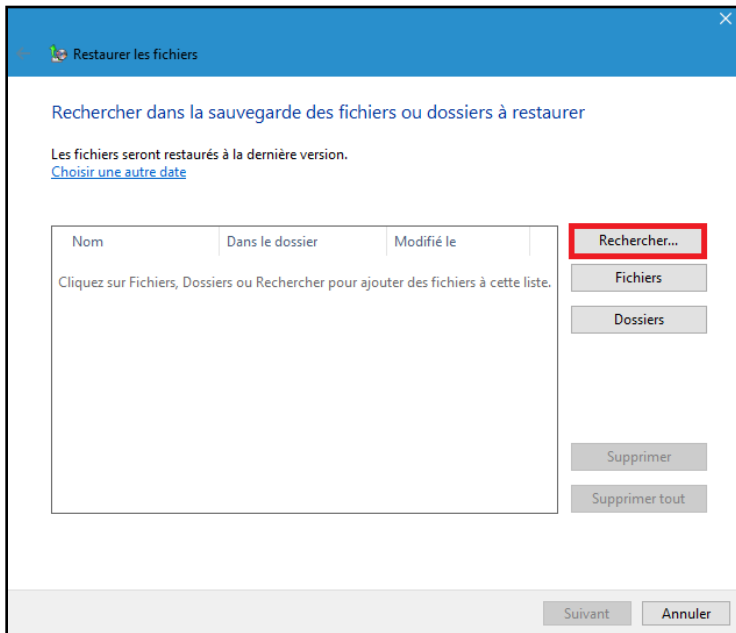 Restaurer les fichiers
Rechercher dans la sauvegarde des fichiers ou dossiers à restaurer
Les fichiers seront restaurés à la dernière version.
Choisir une autre date
Nom Dans le dossier Modifié le
Rechercher...
Cliquez sur Fichiers, Dossiers ou Rechercher pour ajouter des fichiers à cette liste.
Fichiers
Dossiers
Supprimer
Supprimer tout
Suivant Annuler